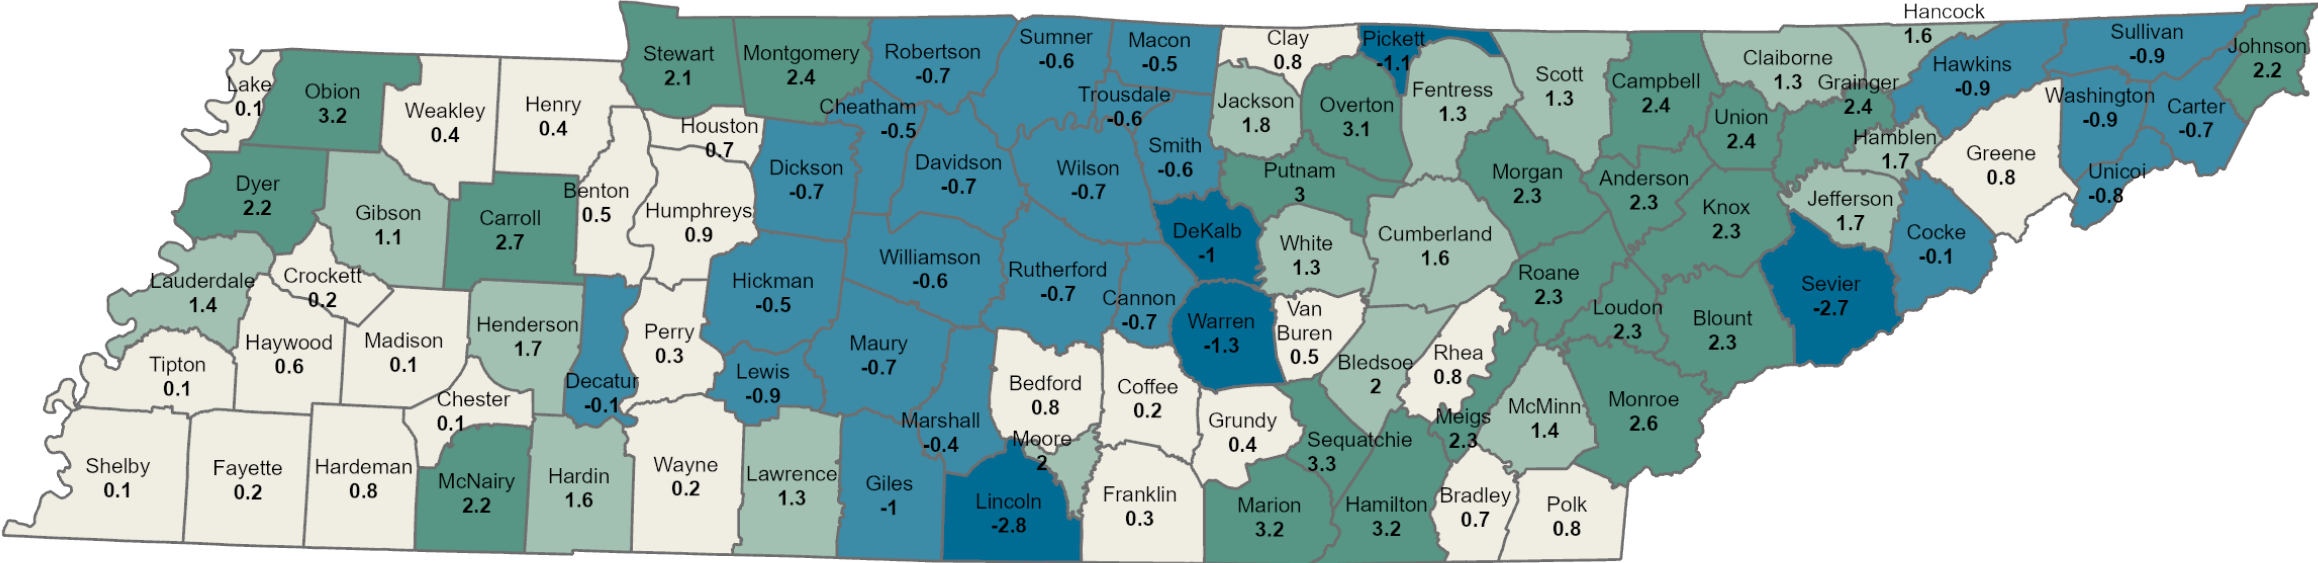 Lake
0.1
Obion
3.2
Weakley
0.4
Henry
0.4
Stewart
2.1
Montgomery
2.4
Robertson
-0.7
Sumner
-0.6
Macon
-0.5
Clay
0.8
Pickett
-1.1
Scott
1.3
Campbell
2.4
Claiborne
1.3
Hancock
1.6
Hawkins
-0.9
Sullivan
-0.9
Johnson
2.2
Houston
0.7
Cheatham
-0.5
Trousdale
-0.6
Jackson
1.8
Overton
3.1
Fentress
1.3
Union
2.4
Grainger
2.4
Hamblen
1.7
Washington
-0.9
Carter
-0.7
Dyer
2.2
Gibson
1.1
Carroll
2.7
Benton
0.5
Humphreys
0.9
Dickson
-0.7
Davidson
-0.7
Wilson
-0.7
Smith
-0.6
Putnam
3
Morgan
2.3
Anderson
2.3
Knox
2.3
Jefferson
1.7
Greene
0.8
Unicoi
-0.8
Lauderdale
1.4
Crockett
0.2
Hickman
-0.5
Williamson
-0.6
Rutherford
-0.7
Cannon
-0.7
DeKalb
-1
White
1.3
Cumberland
1.6
Roane
2.3
Loudon
2.3
Blount
2.3
Sevier
-2.7
Cocke
-0.1
Tipton
0.1
Haywood
0.6
Madison
0.1
Henderson
1.7
Decatur
-0.1
Perry
0.3
Lewis
-0.9
Maury
-0.7
Warren
-1.3
Van
Buren
0.5
Bledsoe
2
Rhea
0.8
Chester
0.1
Marshall
-0.4
Bedford
0.8
Coffee
0.2
Grundy
0.4
Sequatchie
3.3
Meigs
2.3
McMinn
1.4
Monroe
2.6
Shelby
0.1
Fayette
0.2
Hardeman
0.8
McNairy
2.2
Hardin
1.6
Wayne
0.2
Lawrence
1.3
Giles
-1
Lincoln
-2.8
Moore
2
Franklin
0.3
Marion
3.2
Hamilton
3.2
Bradley
0.7
Polk
0.8